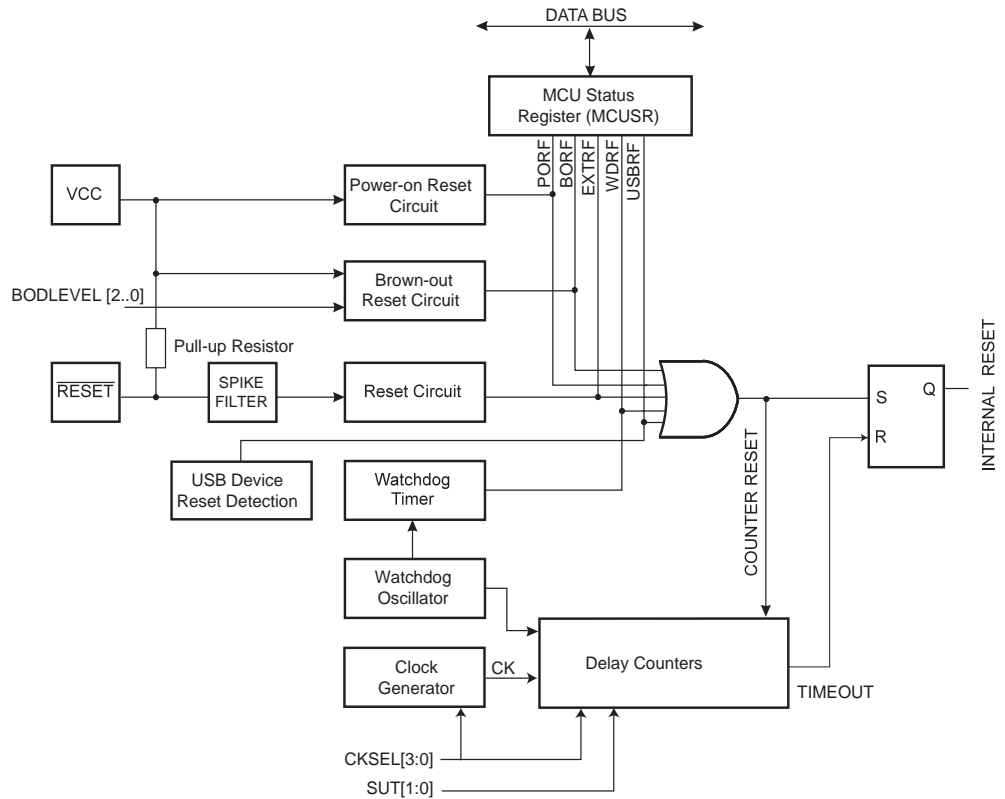 DATA BUS
MCU Status
Register (MCUSR)
PORF
BORF
EXTRF
WDRF
USBRF
VCC
Power-on Reset
Circuit
BODLEVEL [2..0]
Brown-out
Reset Circuit
Pull-up Resistor
RESET
SPIKE
FILTER
Reset Circuit
S
Q
R
INTERNAL RESET
USB Device
Reset Detection
Watchdog
Timer
COUNTER RESET
Watchdog
Oscillator
Clock
Generator
CK
Delay Counters
TIMEOUT
CKSEL[3:0]
SUT[1:0]